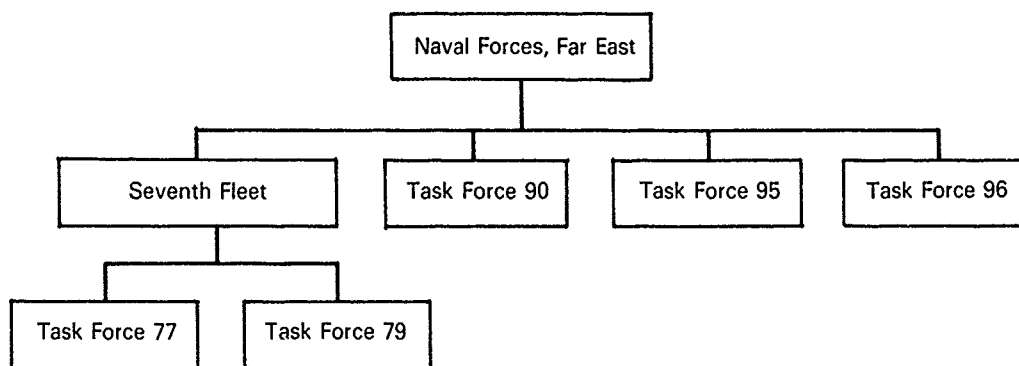 Naval Forces, Far East
Seventh Fleet
Task Force 90
Task Force 95
Task Force 96
Task Force 77
Task Force 79